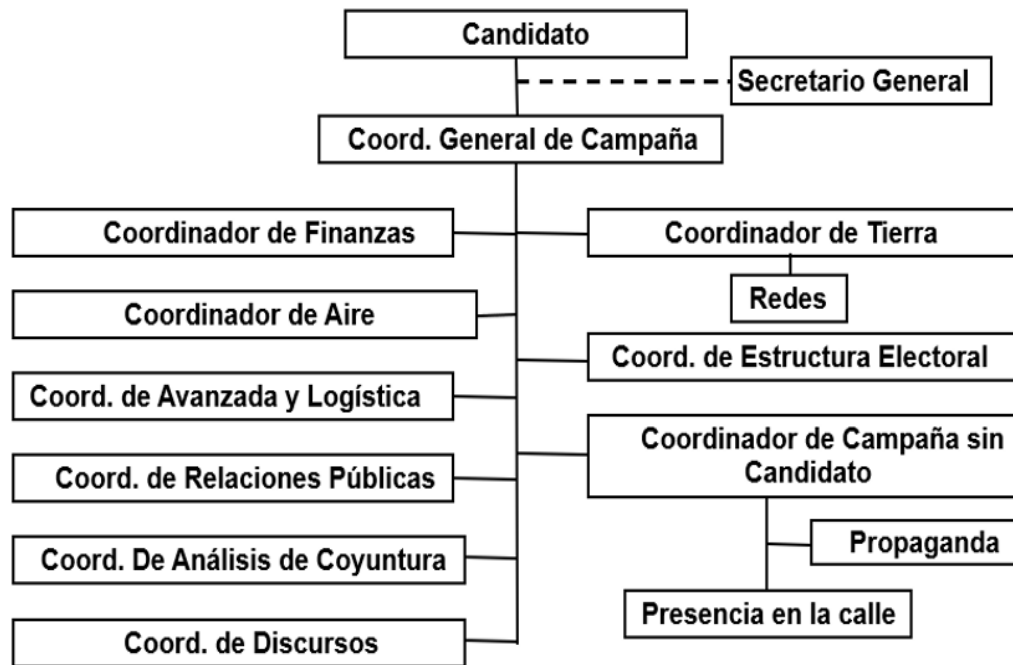 Candidato
Secretario General
Coord. General de Campaña
Coordinador de Finanzas
Coordinador de Tierra
Redes
Coordinador de Aire
Coord. de Estructura Electoral
Coord. de Avanzada y Logística
Coordinador de Campaña sin
Candidato
Coord. de Relaciones Públicas
Propaganda
Coord. De Análisis de Coyuntura
Presencia en la calle
Coord. de Discursos